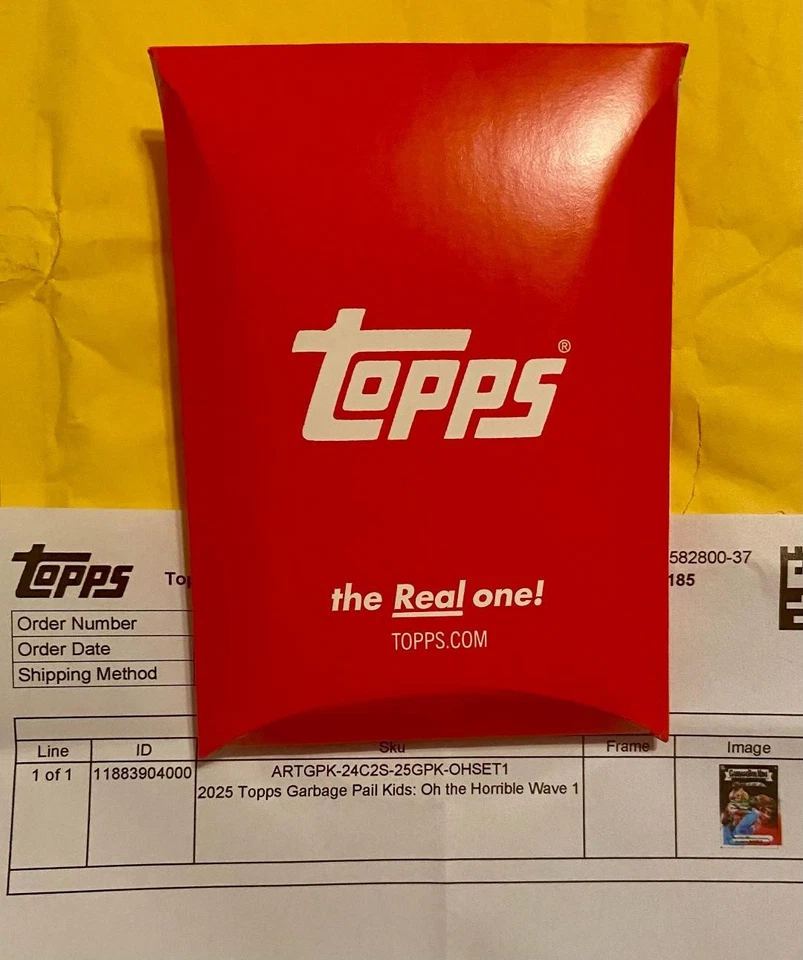 Topps®
the Real one!
TOPPS.COM
Topps
582800-37
185
Order Number
Order Date
Shipping Method
Line ID Sku Frame Image
1 of 1 11883904000 ARTGPK-24C2S-25GPK-OHSET1
2025 Topps Garbage Pail Kids: Oh the Horrible Wave 1